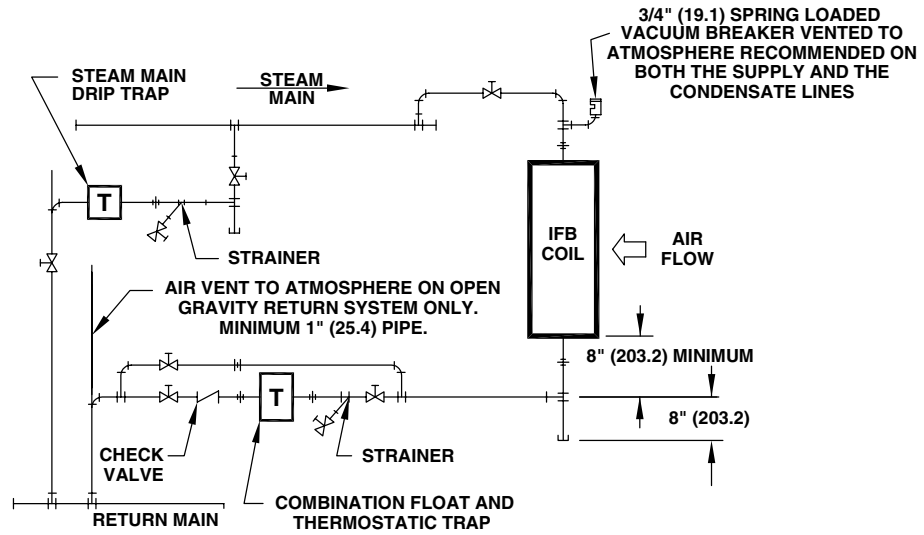 3/4" (19.1) SPRING LOADED
VACUUM BREAKER VENTED TO
ATMOSPHERE RECOMMENDED ON
BOTH THE SUPPLY AND THE
CONDENSATE LINES
STEAM MAIN
DRIP TRAP
STEAM
MAIN
T
STRAINER
IFB
COIL
AIR
FLOW
AIR VENT TO ATMOSPHERE ON OPEN
GRAVITY RETURN SYSTEM ONLY.
MINIMUM 1" (25.4) PIPE.
8" (203.2) MINIMUM
8" (203.2)
T
CHECK
VALVE
STRAINER
COMBINATION FLOAT AND
THERMOSTATIC TRAP
RETURN MAIN